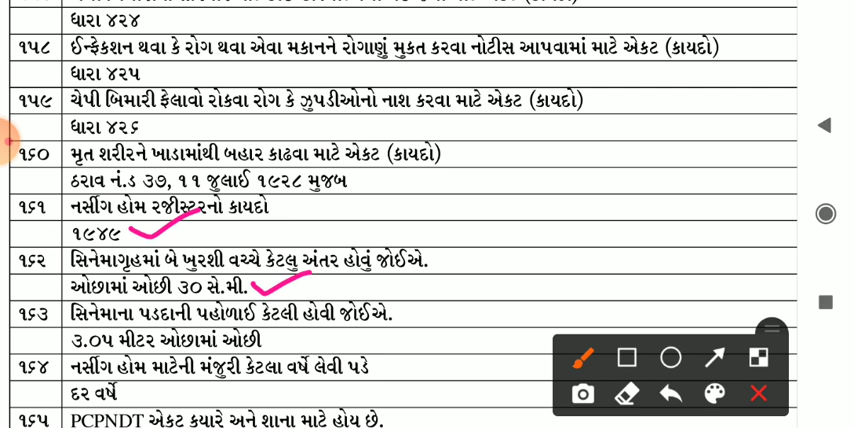 ધારા ૪૨૪
૧૫૮ ઈન્ફેકશન થવા કે રોગ થવા એવા મકાનને રોગાણું મુકત કરવા નોટીસ આપવામાં માટે એકટ (કાયદો)
ધારા ૪૨૫
૧૫૯ ચેપી બિમારી ફેલાવો રોકવા રોગ કે ઝુપડીઓનો નાશ કરવા માટે એકટ (કાયદો)
ધારા ૪૨૬
૧૬૦ મૃત શરીરને ખાડામાંથી બહાર કાઢવા માટે એકટ (કાયદો)
ઠરાવ નં.ડ ૩૭, ૧૧ જુલાઈ ૧૯૨૮ મુજબ
૧૬૧ નર્સીગ હોમ રજીસ્ટરનો કાયદો
૧૯૪૯
૧૬૨ સિનેમાગૃહમાં બે ખુરશી વચ્ચે કેટલુ અંતર હોવું જોઈએ.
ઓછામાં ઓછી ૩૦ સે.મી.
૧૬૩ સિનેમાના પડદાની પહોળાઈ કેટલી હોવી જોઈએ.
૩.૦૫ મીટર ઓછામાં ઓછી
૧૬૪ નર્સીગ હોમ માટેની મંજુરી કેટલા વર્ષે લેવી પડે
દર વર્ષે
૧૬૫ PCPNDT એકટ કયારે અને શાના માટે હોય છે.